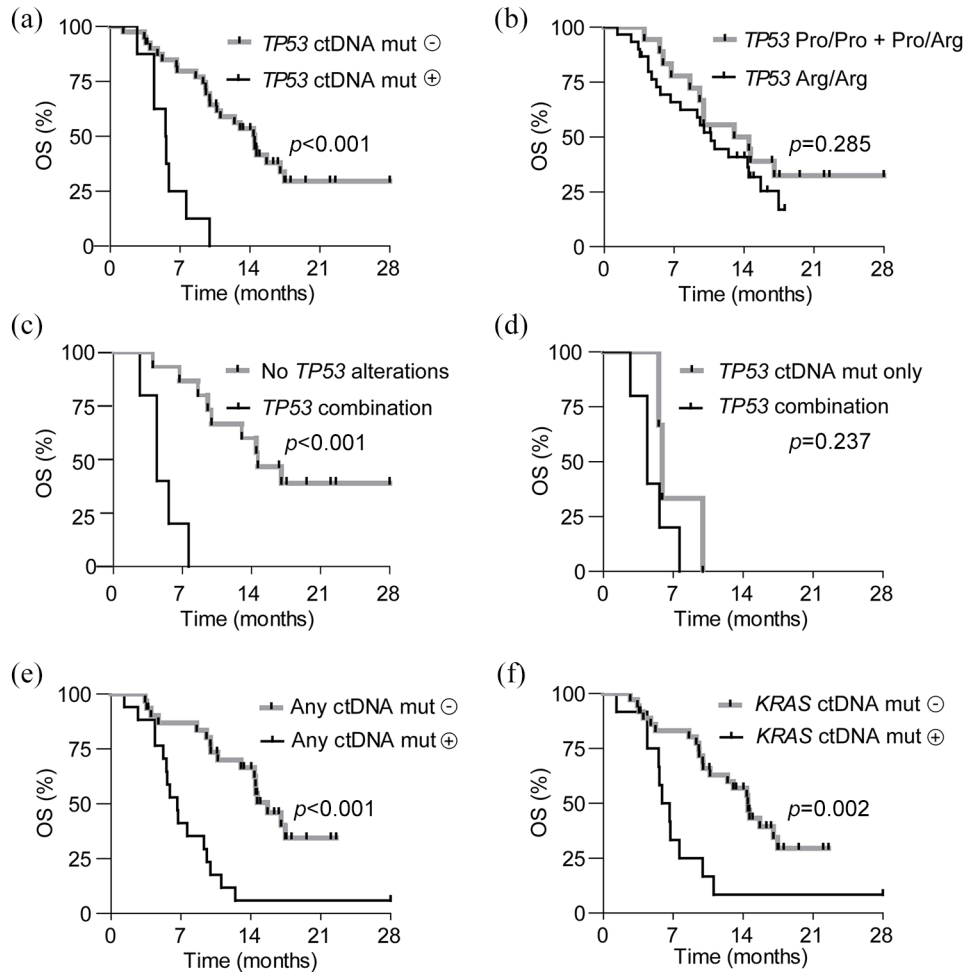 (a)
100
75
50
25
0
OS (%)
TP53 ctDNA mut ⊖
TP53 ctDNA mut ⊕
p<0.001
0 7 14 21 28
Time (months)
(b)
100
75
50
25
0
OS (%)
TP53 Pro/Pro + Pro/Arg
TP53 Arg/Arg
p=0.285
0 7 14 21 28
Time (months)
(c)
100
75
50
25
0
OS (%)
No TP53 alterations
TP53 combination
p<0.001
0 7 14 21 28
Time (months)
(d)
100
75
50
25
0
OS (%)
TP53 ctDNA mut only
TP53 combination
p=0.237
0 7 14 21 28
Time (months)
(e)
100
75
50
25
0
OS (%)
Any ctDNA mut ⊖
Any ctDNA mut ⊕
p<0.001
0 7 14 21 28
Time (months)
(f)
100
75
50
25
0
OS (%)
KRAS ctDNA mut ⊖
KRAS ctDNA mut ⊕
p=0.002
0 7 14 21 28
Time (months)